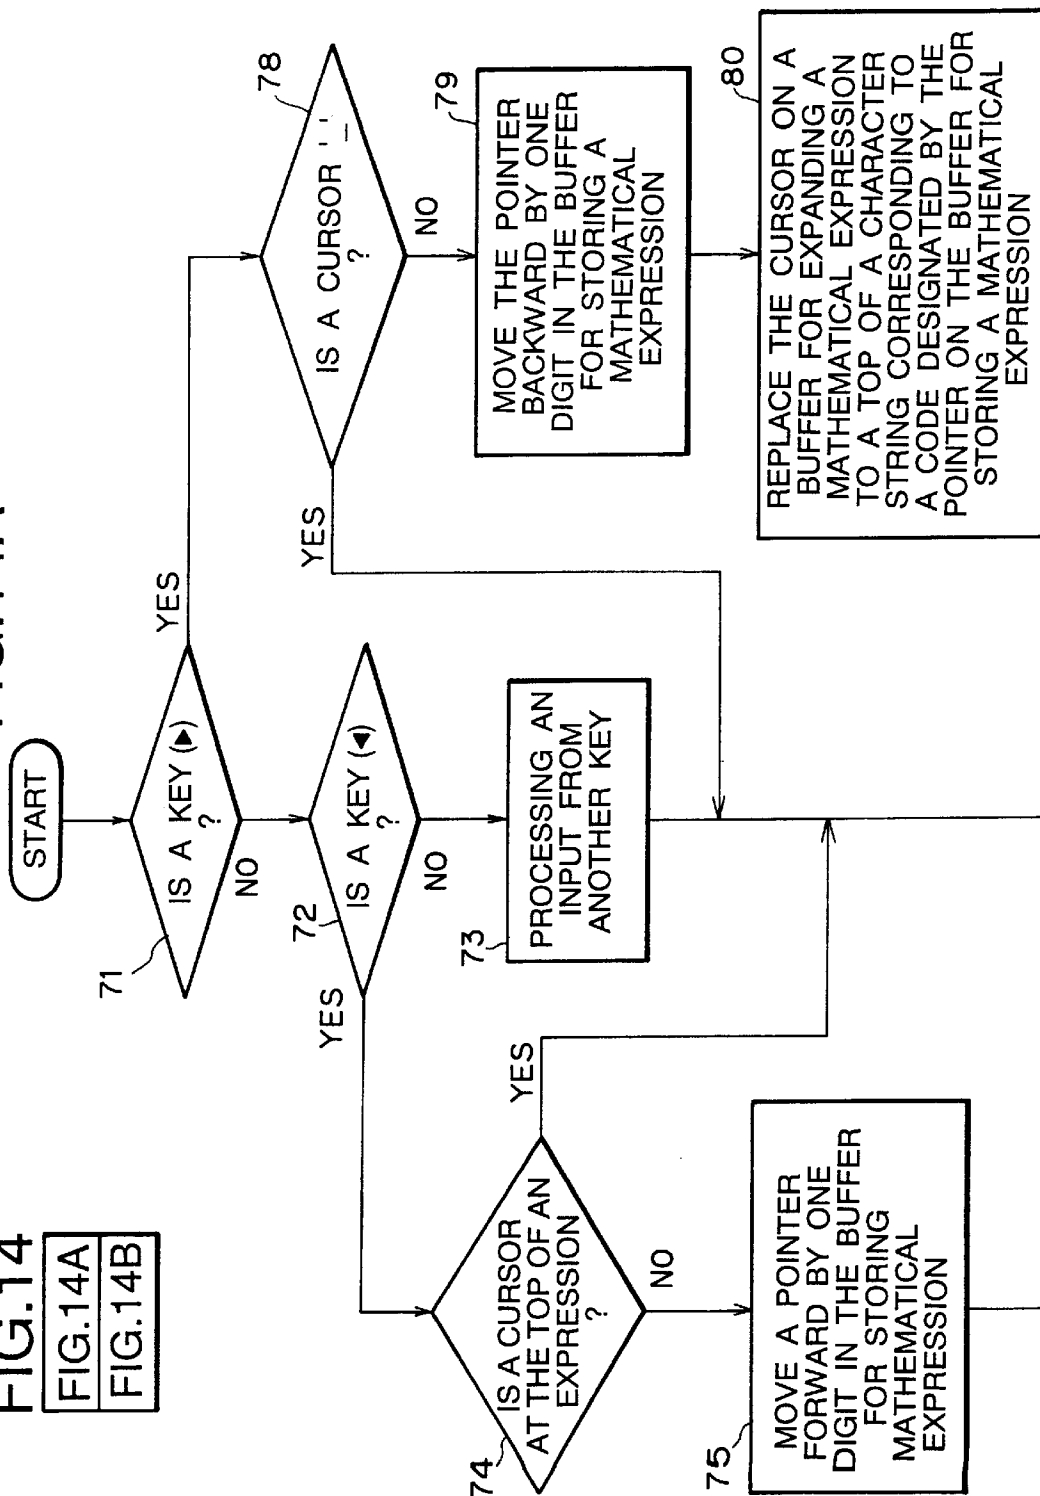 FIG.14
FIG.14A
FIG.14B
FIG.14A
START
71
IS A KEY (▶)
?
YES
NO
72
IS A KEY (◀)
?
YES
NO
73
PROCESSING AN
INPUT FROM
ANOTHER KEY
74
IS A CURSOR
AT THE TOP OF AN
EXPRESSION
?
YES
NO
75
MOVE A POINTER
FORWARD BY ONE
DIGIT IN THE BUFFER
FOR STORING
MATHEMATICAL
EXPRESSION
78
IS A CURSOR '_'
?
YES
NO
79
MOVE THE POINTER
BACKWARD BY ONE
DIGIT IN THE BUFFER
FOR STORING A
MATHEMATICAL
EXPRESSION
80
REPLACE THE CURSOR ON A
BUFFER FOR EXPANDING A
MATHEMATICAL EXPRESSION
TO A TOP OF A CHARACTER
STRING CORRESPONDING TO
A CODE DESIGNATED BY THE
POINTER ON THE BUFFER FOR
STORING A MATHEMATICAL
EXPRESSION